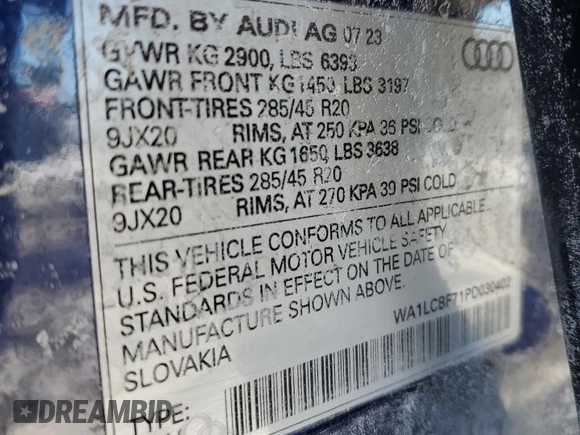 MFD. BY AUDI AG 07 23
GVWR KG 2900, LBS 6393
GAWR FRONT KG 1450 LBS 3197
FRONT-TIRES 285/45 R20
9JX20 RIMS, AT 250 KPA 36 PSI COLD
GAWR REAR KG 1650 LBS 3638
REAR-TIRES 285/45 R20
9JX20 RIMS, AT 270 KPA 39 PSI COLD
THIS VEHICLE CONFORMS TO ALL APPLICABLE
U.S. FEDERAL MOTOR VEHICLE SAFETY
STANDARDS IN EFFECT ON THE DATE OF
MANUFACTURE SHOWN ABOVE.
SLOVAKIA
WA1LCBF71PD030402
TYPE:
DREAMBID